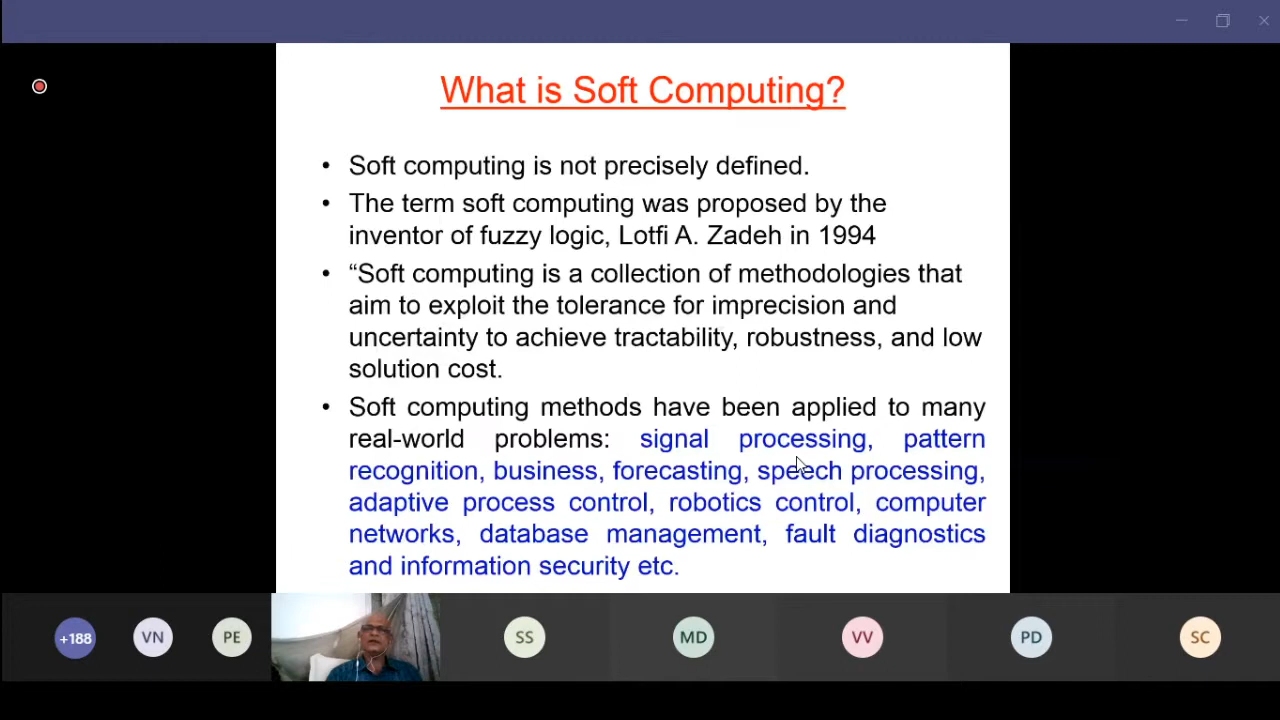 What is Soft Computing?
• Soft computing is not precisely defined.
• The term soft computing was proposed by the
inventor of fuzzy logic, Lotfi A. Zadeh in 1994
• “Soft computing is a collection of methodologies that
aim to exploit the tolerance for imprecision and
uncertainty to achieve tractability, robustness, and low
solution cost.
• Soft computing methods have been applied to many
real-world problems: signal processing, pattern
recognition, business, forecasting, speech processing,
adaptive process control, robotics control, computer
networks, database management, fault diagnostics
and information security etc.
+188 VN PE SS MD VV PD SC